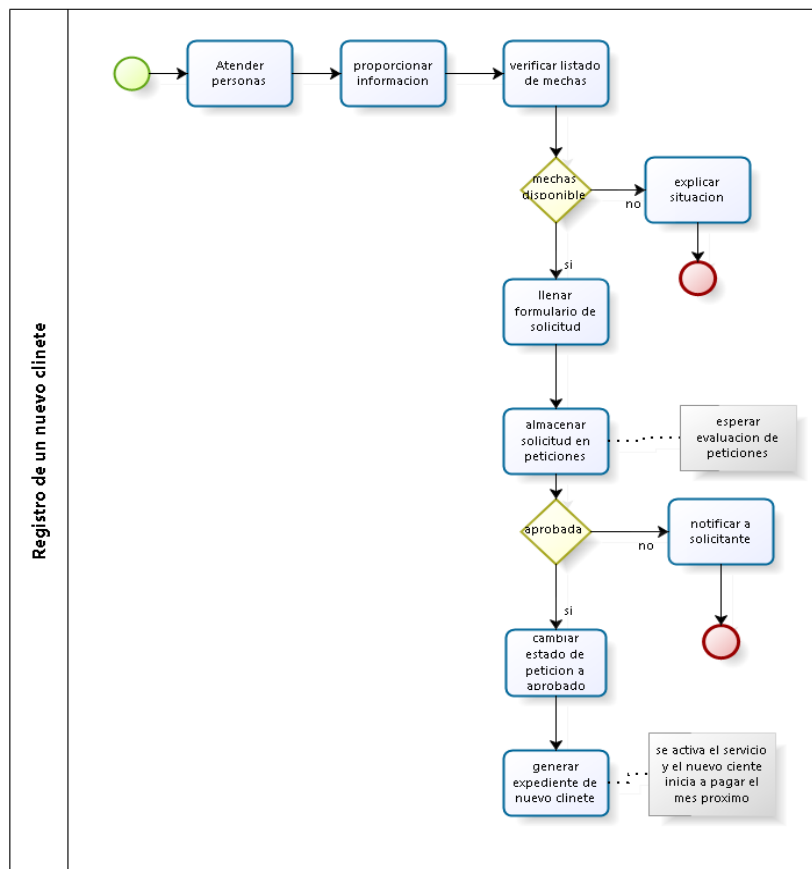 Registro de un nuevo clinete
Atender
personas
proporcionar
informacion
verificar listado
de mechas
mechas
disponible
no
explicar
situacion
si
llenar
formulario de
solicitud
almacenar
solicitud en
peticiones
esperar
evaluacion de
peticiones
aprobada
no
notificar a
solicitante
si
cambiar
estado de
peticion a
aprobado
generar
expediente de
nuevo clinete
se activa el servicio
y el nuevo ciente
inicia a pagar el
mes proximo